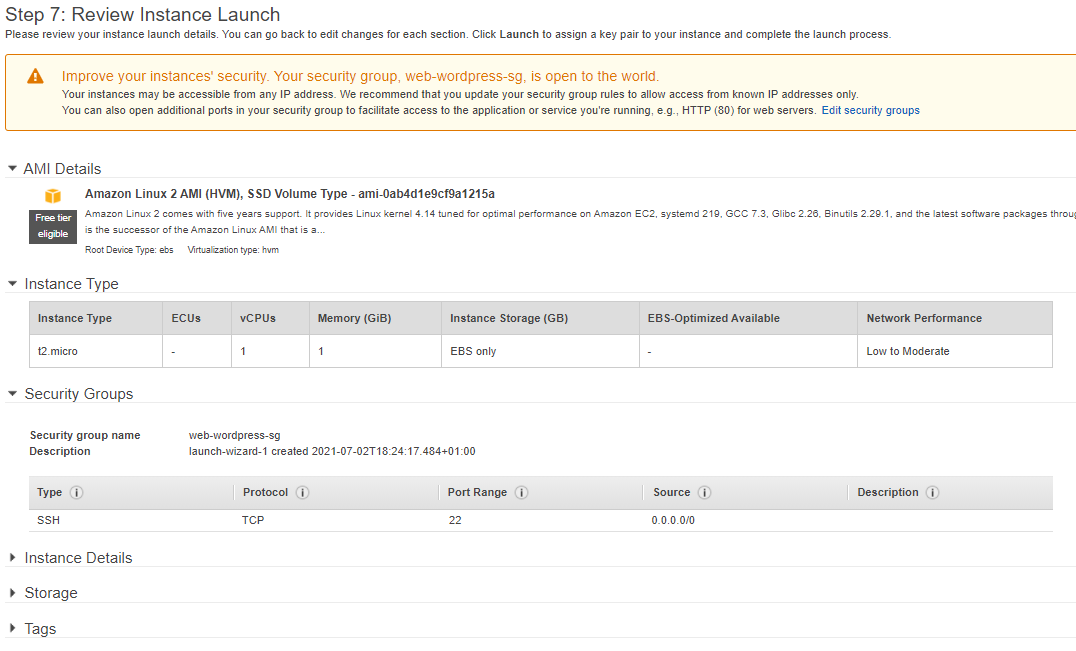 Step 7: Review Instance Launch
Please review your instance launch details. You can go back to edit changes for each section. Click Launch to assign a key pair to your instance and complete the launch process.
Improve your instances' security. Your security group, web-wordpress-sg, is open to the world.
Your instances may be accessible from any IP address. We recommend that you update your security group rules to allow access from known IP addresses only.
You can also open additional ports in your security group to facilitate access to the application or service you're running, e.g., HTTP (80) for web servers. Edit security groups
AMI Details
Amazon Linux 2 AMI (HVM), SSD Volume Type - ami-0ab4d1e9cf9a1215a
Free tier
eligible
Amazon Linux 2 comes with five years support. It provides Linux kernel 4.14 tuned for optimal performance on Amazon EC2, systemd 219, GCC 7.3, Glibc 2.26, Binutils 2.29.1, and the latest software packages
is the successor of the Amazon Linux AMI that is a...
Root Device Type: ebs Virtualization type: hvm
Instance Type
Instance Type ECUs vCPUs Memory (GiB) Instance Storage (GB) EBS-Optimized Available Network Performance
t2.micro - 1 1 EBS only - Low to Moderate
Security Groups
Security group name web-wordpress-sg
Description launch-wizard-1 created 2021-07-02T18:24:17.484+01:00
Type i Protocol i Port Range i Source i Description i
SSH TCP 22 0.0.0.0/0
Instance Details
Storage
Tags